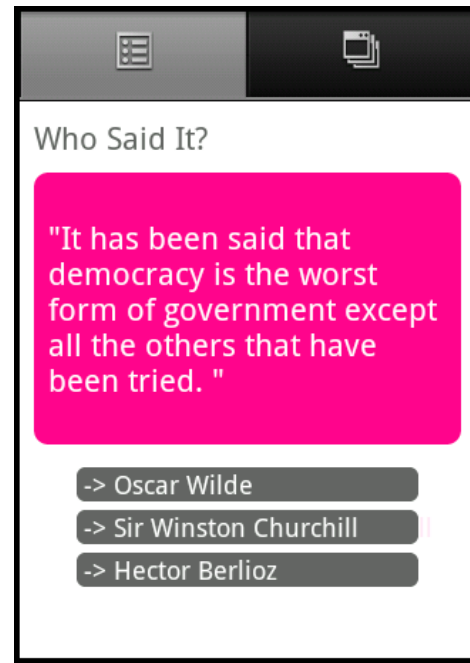 Who Said It?
"It has been said that
democracy is the worst
form of government except
all the others that have
been tried. "
-> Oscar Wilde
-> Sir Winston Churchill
-> Hector Berlioz